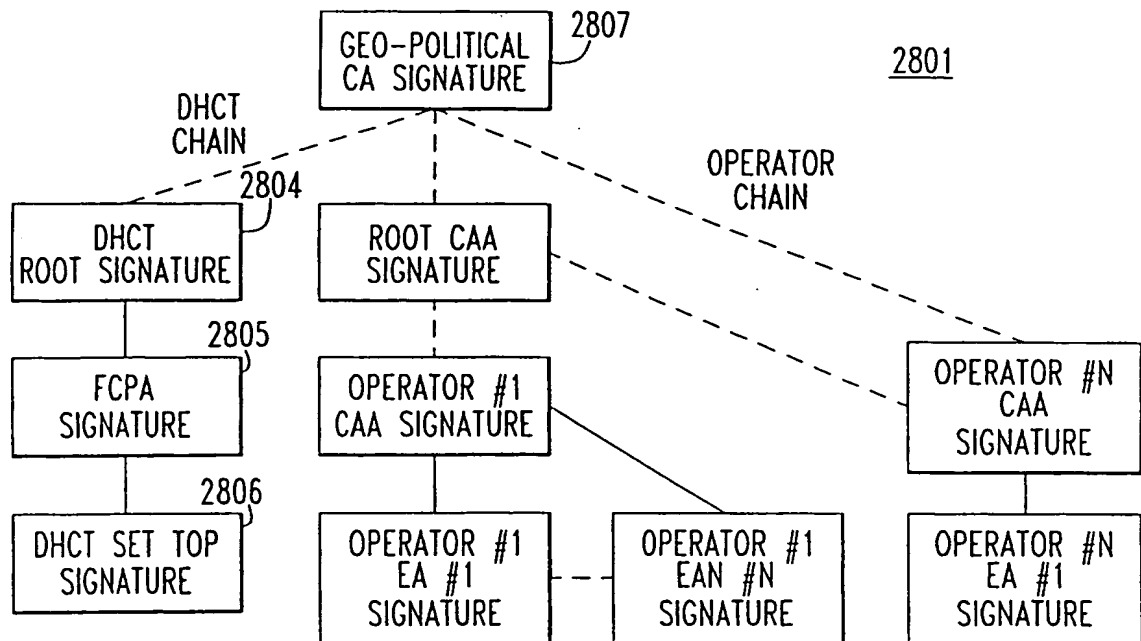 GEO-POLITICAL
CA SIGNATURE
2807
2801
DHCT
CHAIN
OPERATOR
CHAIN
2804
DHCT
ROOT SIGNATURE
ROOT CAA
SIGNATURE
2805
FCPA
SIGNATURE
OPERATOR #1
CAA SIGNATURE
OPERATOR #N
CAA
SIGNATURE
2806
DHCT SET TOP
SIGNATURE
OPERATOR #1
EA #1
SIGNATURE
OPERATOR #1
EAN #N
SIGNATURE
OPERATOR #N
EA #1
SIGNATURE